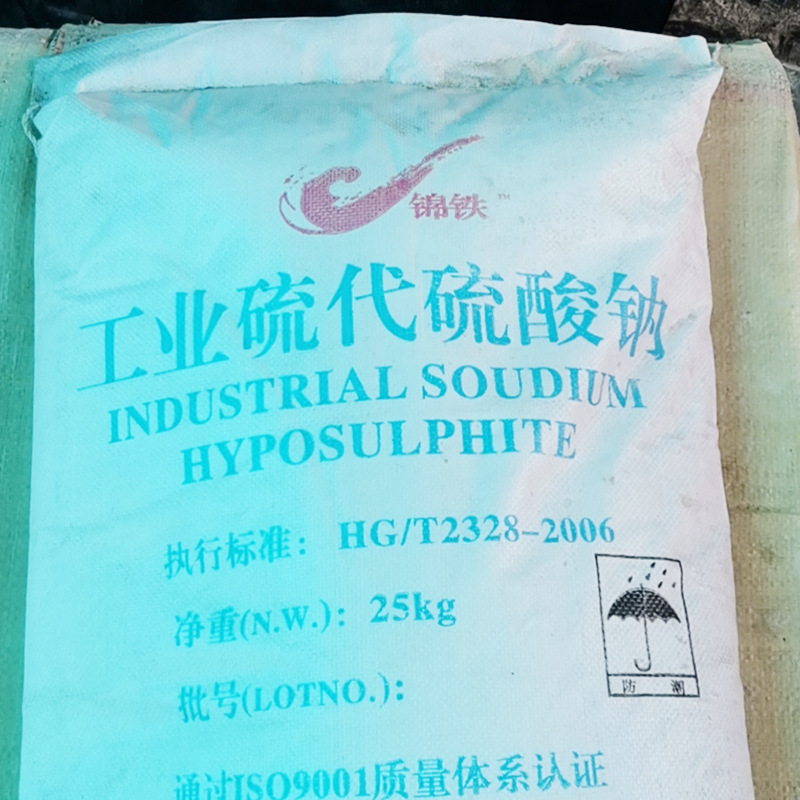 锦铁™
工业硫代硫酸钠
INDUSTRIAL SOUDIUM
HYPOSULPHITE
执行标准：HG/T2328-2006
净重(N.W.)：25kg
批号(LOTNO.)：
防 潮
通过ISO9001质量体系认证